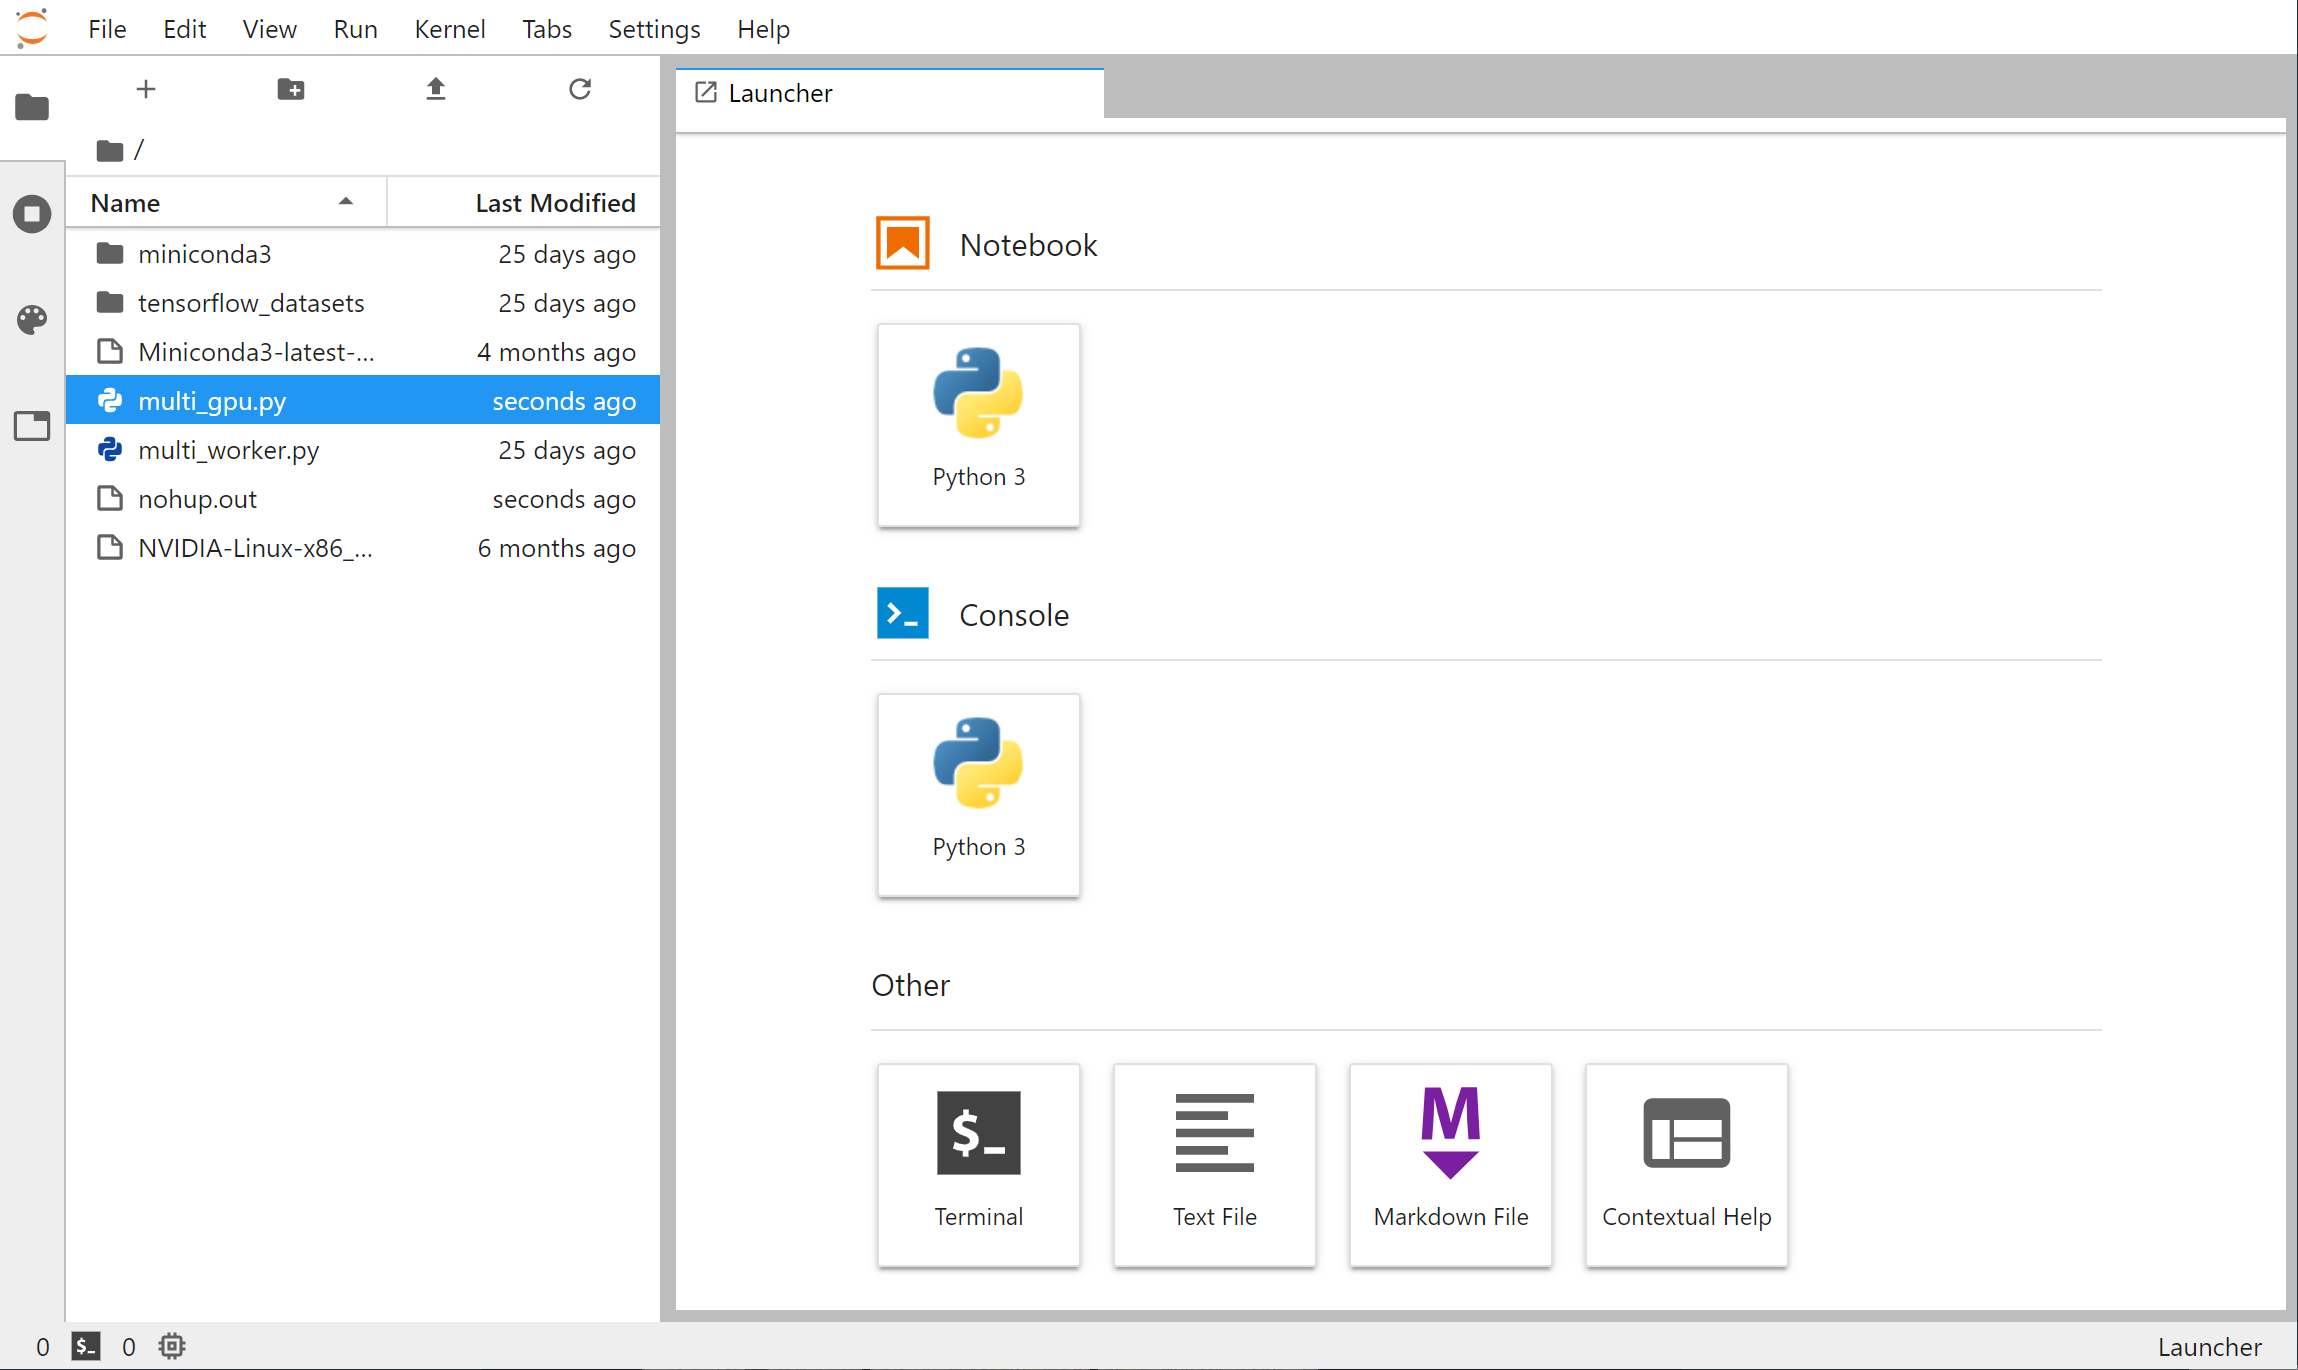 File Edit View Run Kernel Tabs Settings Help
Launcher
/
Name Last Modified
miniconda3 25 days ago
tensorflow_datasets 25 days ago
Miniconda3-latest-... 4 months ago
multi_gpu.py seconds ago
multi_worker.py 25 days ago
nohup.out seconds ago
NVIDIA-Linux-x86_... 6 months ago
Notebook
Python 3
Console
Python 3
Other
$_
M
Terminal Text File Markdown File Contextual Help
0 $_ 0 Launcher